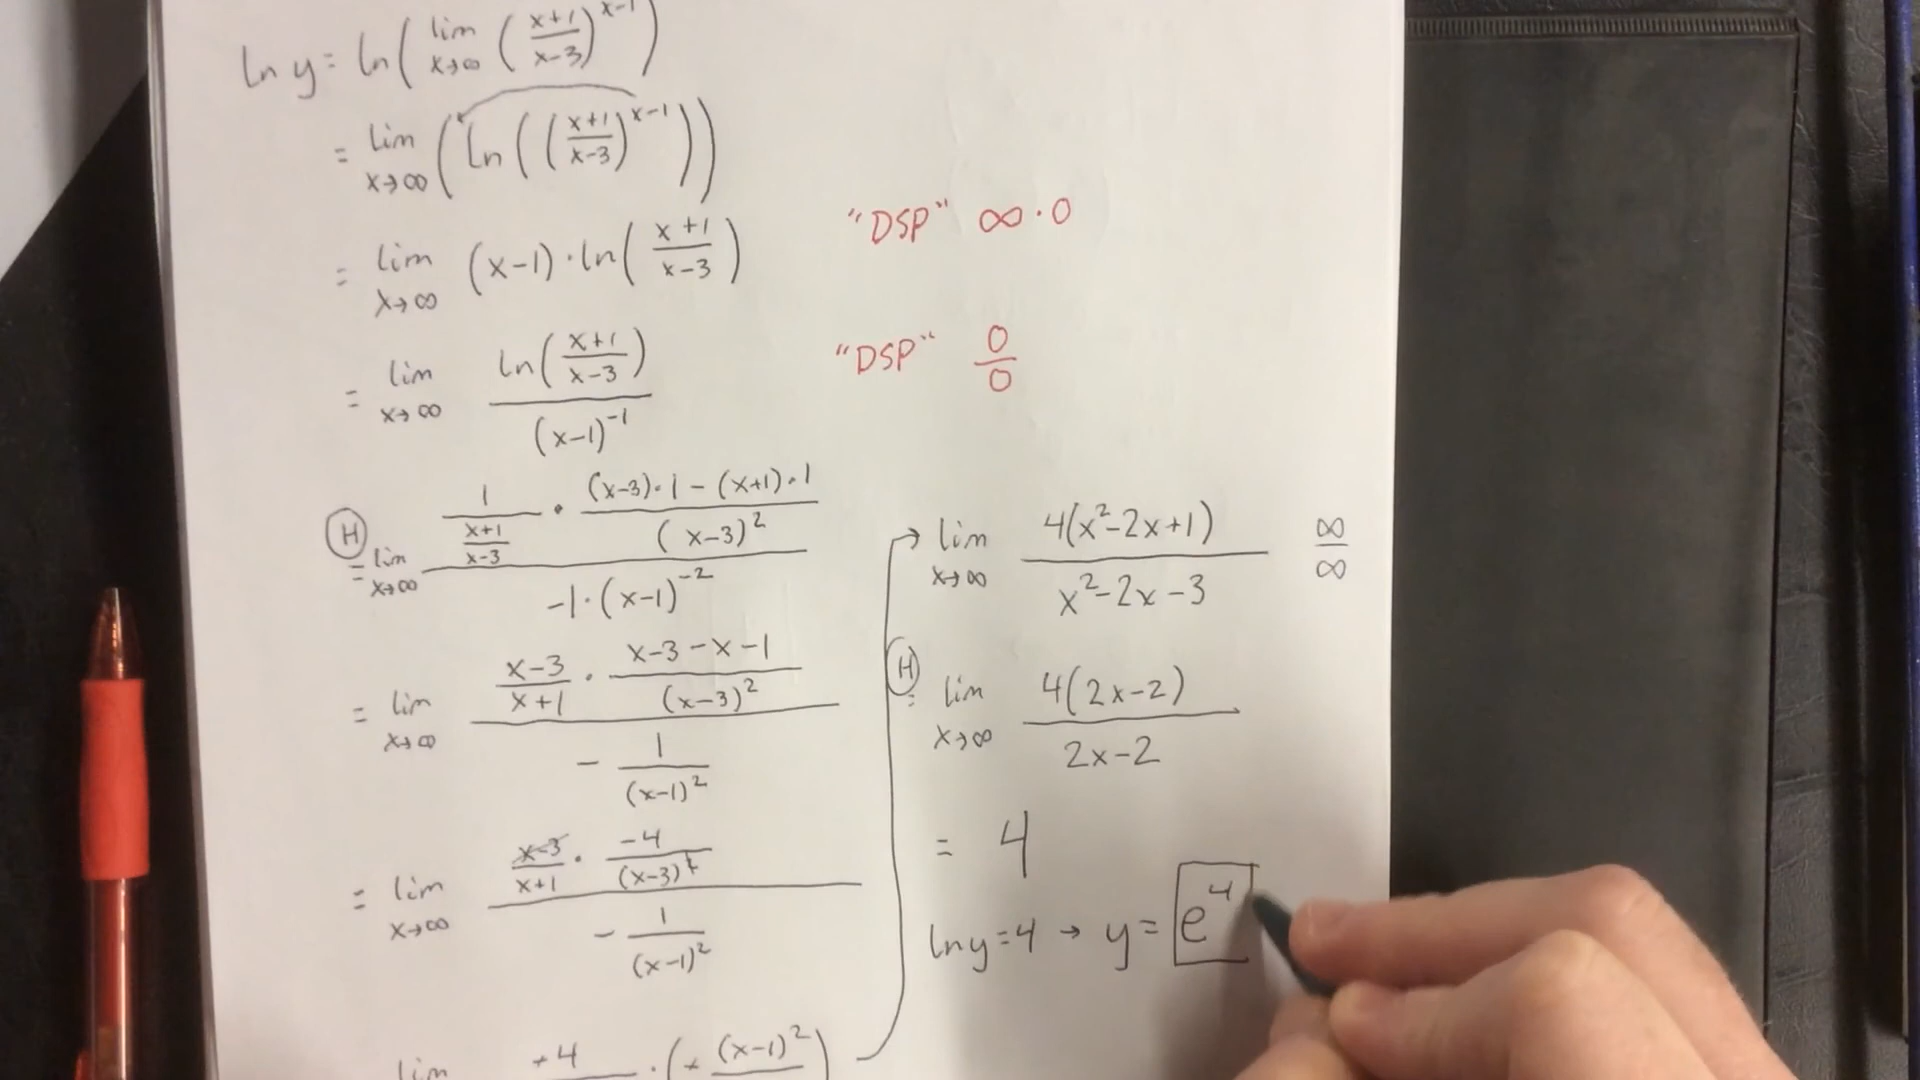 ln y = ln( lim x→∞ ( (x+1)/(x-3) )^(x-1) )
= lim x→∞ ( ln( ( (x+1)/(x-3) )^(x-1) ) )
= lim x→∞ (x-1)·ln( (x+1)/(x-3) ) "DSP" ∞·0
= lim x→∞ ln( (x+1)/(x-3) ) / (x-1)^-1 "DSP" 0/0
Ⓗ = lim x→∞ ( 1/((x+1)/(x-3)) · ((x-3)·1-(x+1)·1)/(x-3)^2 ) / ( -1·(x-1)^-2 )
= lim x→∞ ( (x-3)/(x+1) · (x-3-x-1)/(x-3)^2 ) / ( - 1/(x-1)^2 )
= lim x→∞ ( (x-3)/(x+1) · -4/(x-3)^2 ) / ( - 1/(x-1)^2 )
lim +4 · ( + (x-1)^2 )
→ lim x→∞ 4(x^2-2x+1) / (x^2-2x-3) ∞/∞
Ⓗ = lim x→∞ 4(2x-2) / (2x-2)
= 4
ln y = 4 → y = e^4